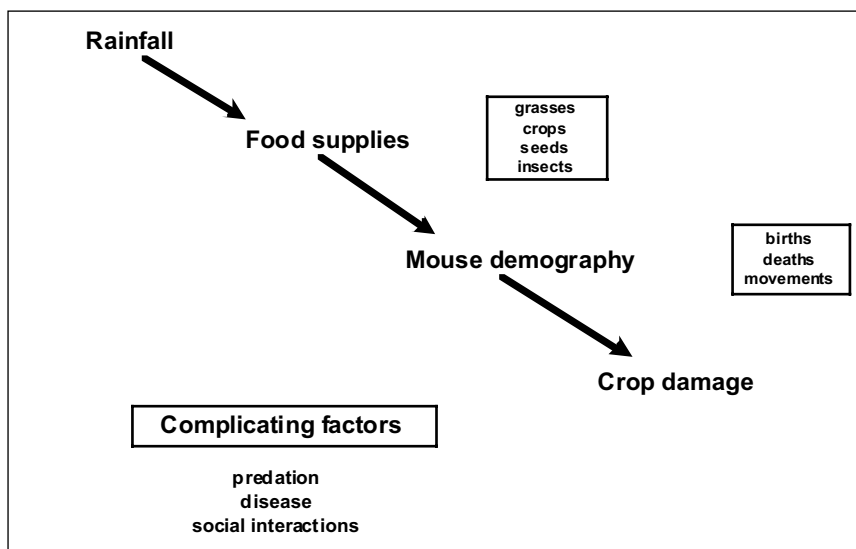 Rainfall
Food supplies
grasses
crops
seeds
insects
Mouse demography
births
deaths
movements
Crop damage
Complicating factors
predation
disease
social interactions